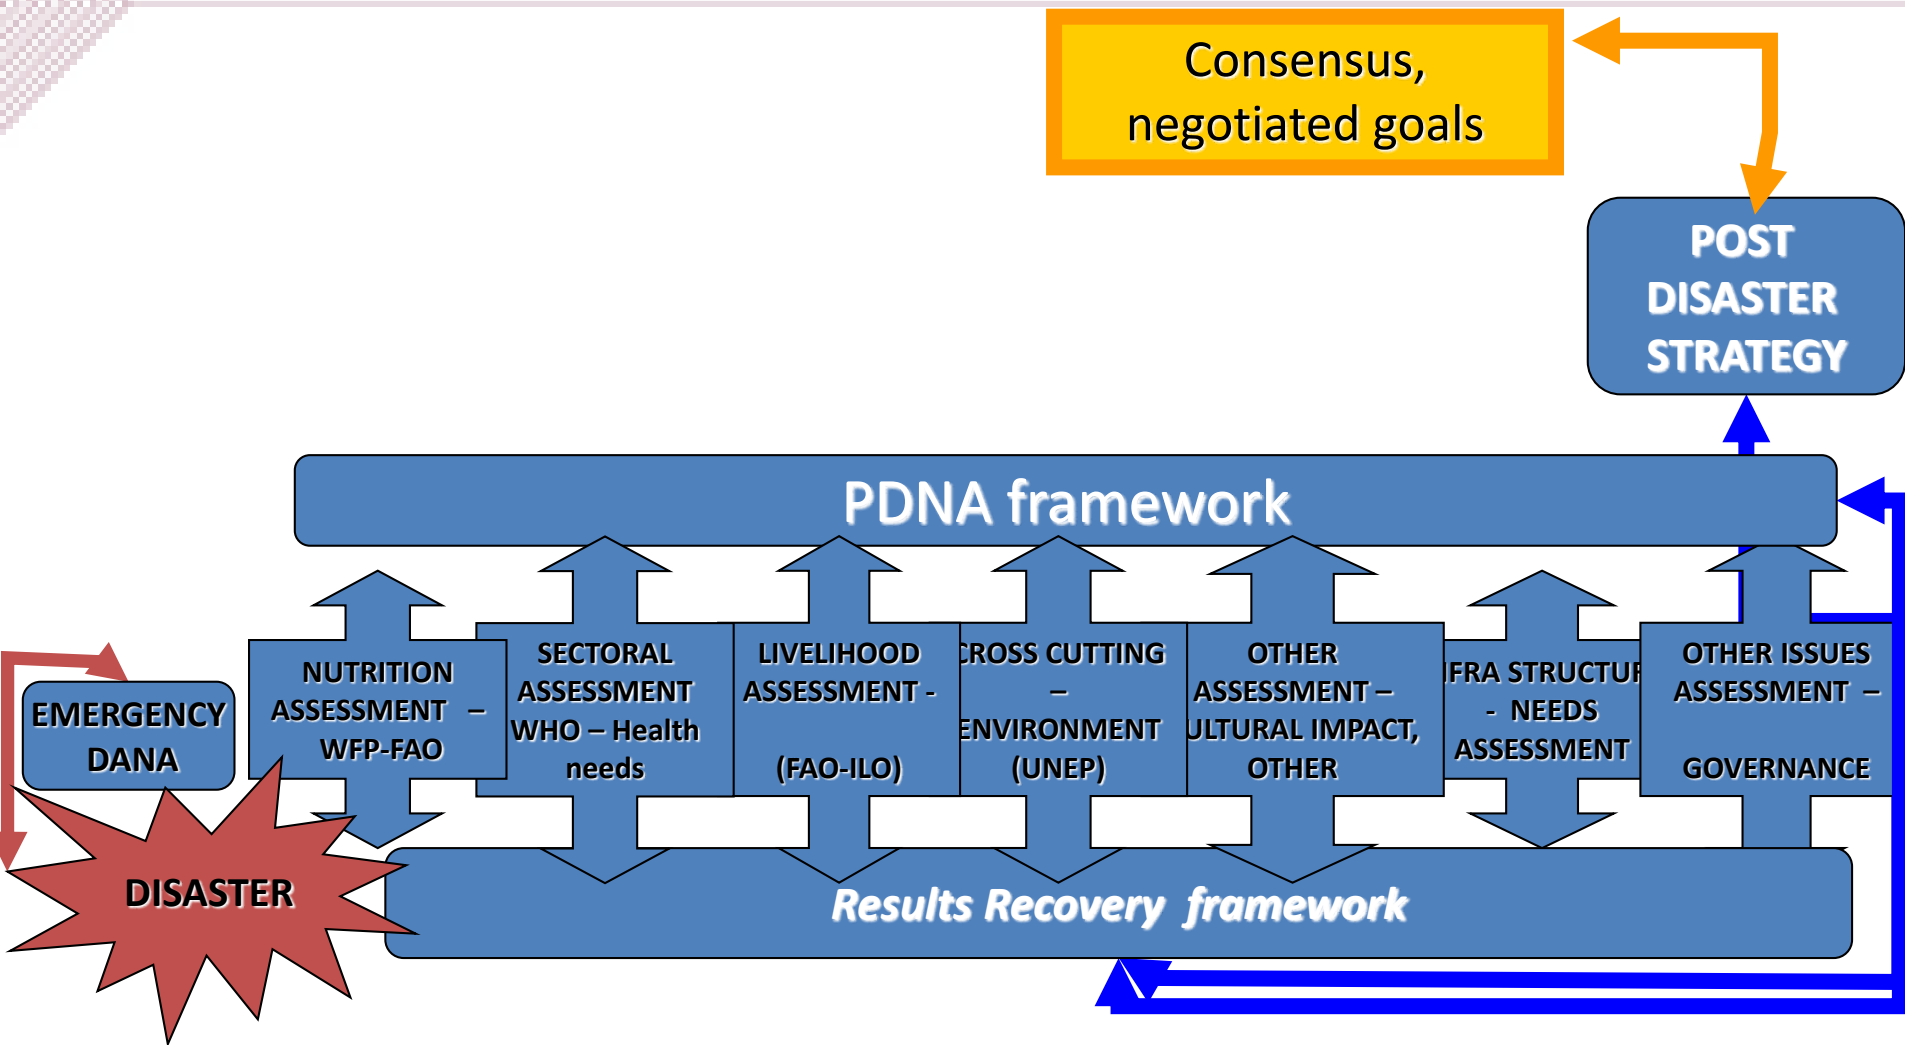 Consensus,
negotiated goals
POST
DISASTER
STRATEGY
PDNA framework
EMERGENCY
DANA
NUTRITION
ASSESSMENT –
WFP-FAO
SECTORAL
ASSESSMENT
WHO – Health
needs
LIVELIHOOD
ASSESSMENT -
(FAO-ILO)
CROSS CUTTING
–
ENVIRONMENT
(UNEP)
OTHER
ASSESSMENT –
ULTURAL IMPACT,
OTHER
FRA STRUCTUR
- NEEDS
ASSESSMENT
OTHER ISSUES
ASSESSMENT –
GOVERNANCE
DISASTER
Results Recovery framework